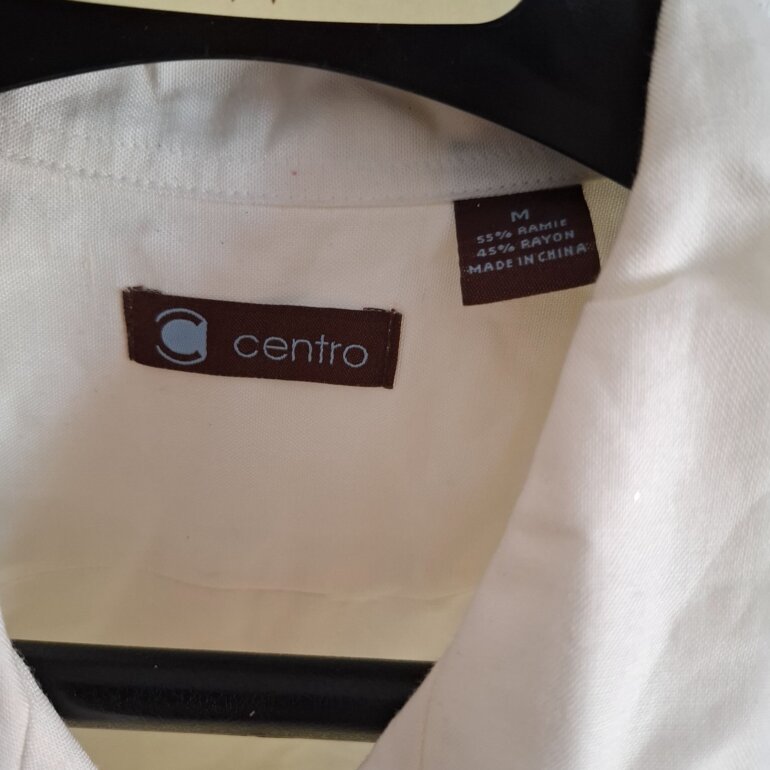 M
55% RAMIE
45% RAYON
MADE IN CHINA
centro